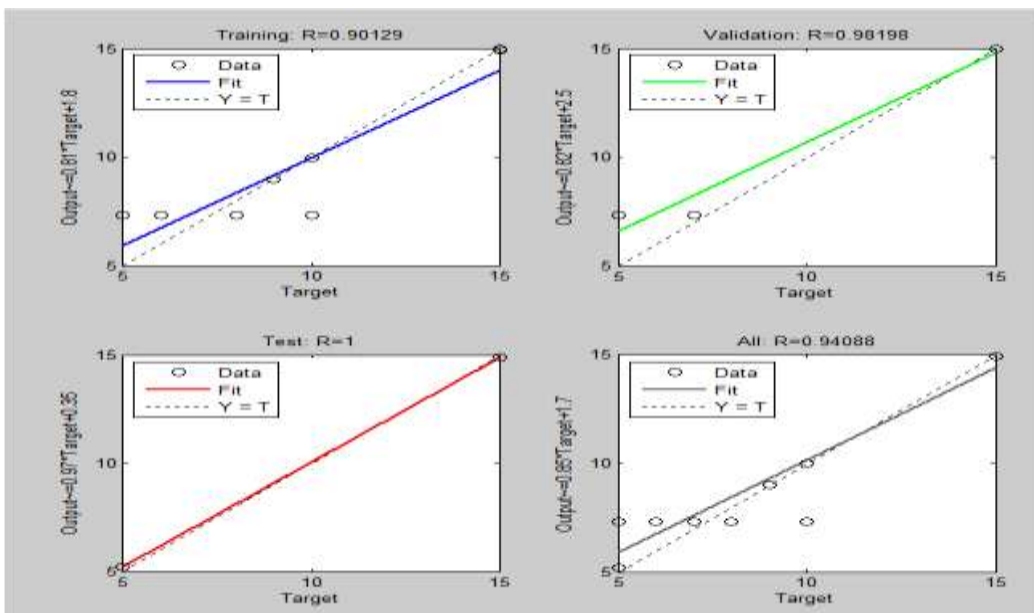 Training: R=0.90129
Data
Fit
Y = T
Output~=0.81*Target+1.8
15
10
5
5
10
15
Target
Validation: R=0.98198
Data
Fit
Y = T
Output~=0.82*Target+2.5
15
10
5
5
10
15
Target
Test: R=1
Data
Fit
Y = T
Output~=0.97*Target+0.35
15
10
5
5
10
15
Target
All: R=0.94088
Data
Fit
Y = T
Output~=0.85*Target+1.7
15
10
5
5
10
15
Target